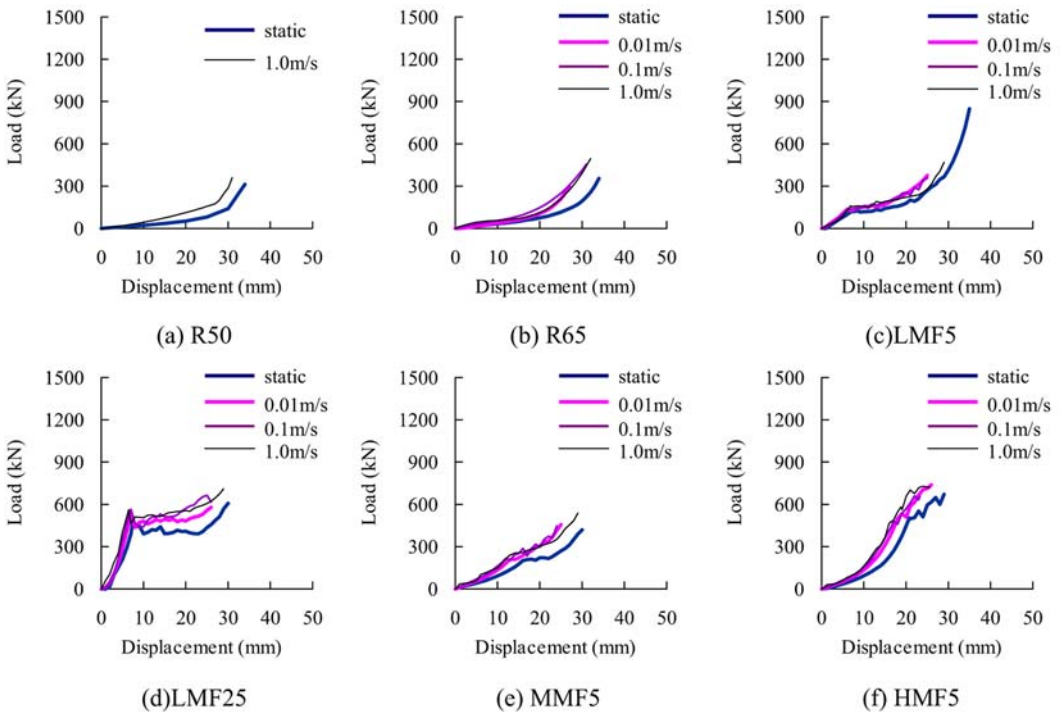 1500
1200
900
600
300
0
Load (kN)
static
1.0m/s
0 10 20 30 40 50
Displacement (mm)
(a) R50
1500
1200
900
600
300
0
Load (kN)
static
0.01m/s
0.1m/s
1.0m/s
0 10 20 30 40 50
Displacement (mm)
(b) R65
1500
1200
900
600
300
0
Load (kN)
static
0.01m/s
0.1m/s
1.0m/s
0 10 20 30 40 50
Displacement (mm)
(c)LMF5
1500
1200
900
600
300
0
Load (kN)
static
0.01m/s
0.1m/s
1.0m/s
0 10 20 30 40 50
Displacement (mm)
(d)LMF25
1500
1200
900
600
300
0
Load (kN)
static
0.01m/s
0.1m/s
1.0m/s
0 10 20 30 40 50
Displacement (mm)
(e) MMF5
1500
1200
900
600
300
0
Load (kN)
static
0.01m/s
0.1m/s
1.0m/s
0 10 20 30 40 50
Displacement (mm)
(f) HMF5